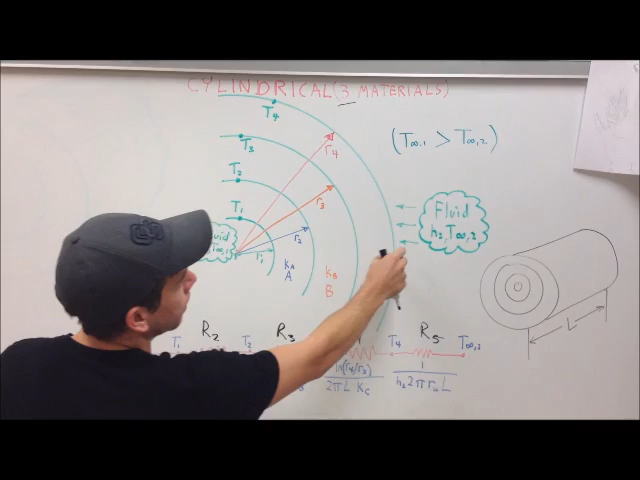 CYLINDRICAL (3 MATERIALS)
T4
T3
T2
T1
(T∞,1 > T∞,2)
r4
r3
r2
r1
Fluid
h2, T∞,2
T∞,1
kA
A
kB
B
L
R2
R3
R5
T1
T2
T4
T∞,2
ln(r4/r3)
2πL kC
1
h2 2π r4 L